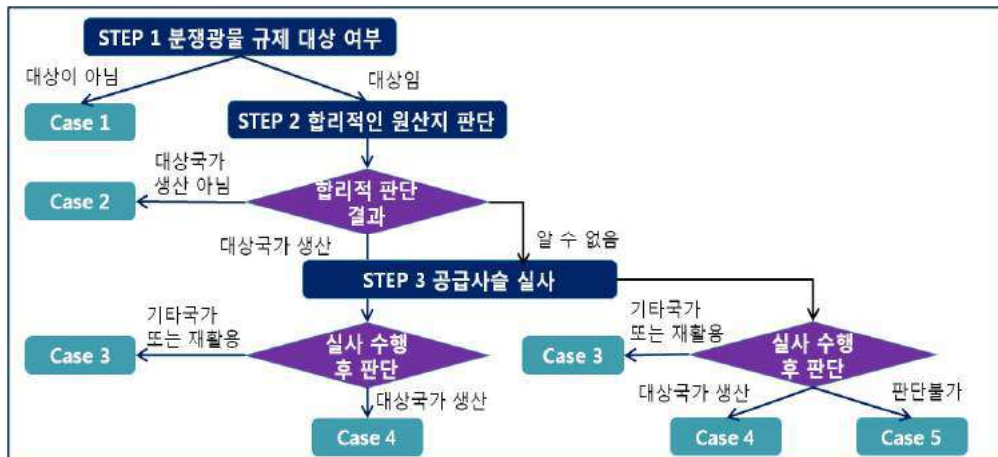 STEP 1 분쟁광물 규제 대상 여부
대상이 아님
대상임
Case 1
STEP 2 합리적인 원산지 판단
대상국가
생산 아님
Case 2
합리적 판단
결과
대상국가 생산
알 수 없음
STEP 3 공급사슬 실사
기타국가
또는 재활용
Case 3
실사 수행
후 판단
대상국가 생산
Case 4
기타국가
또는 재활용
Case 3
실사 수행
후 판단
대상국가 생산
판단불가
Case 4
Case 5